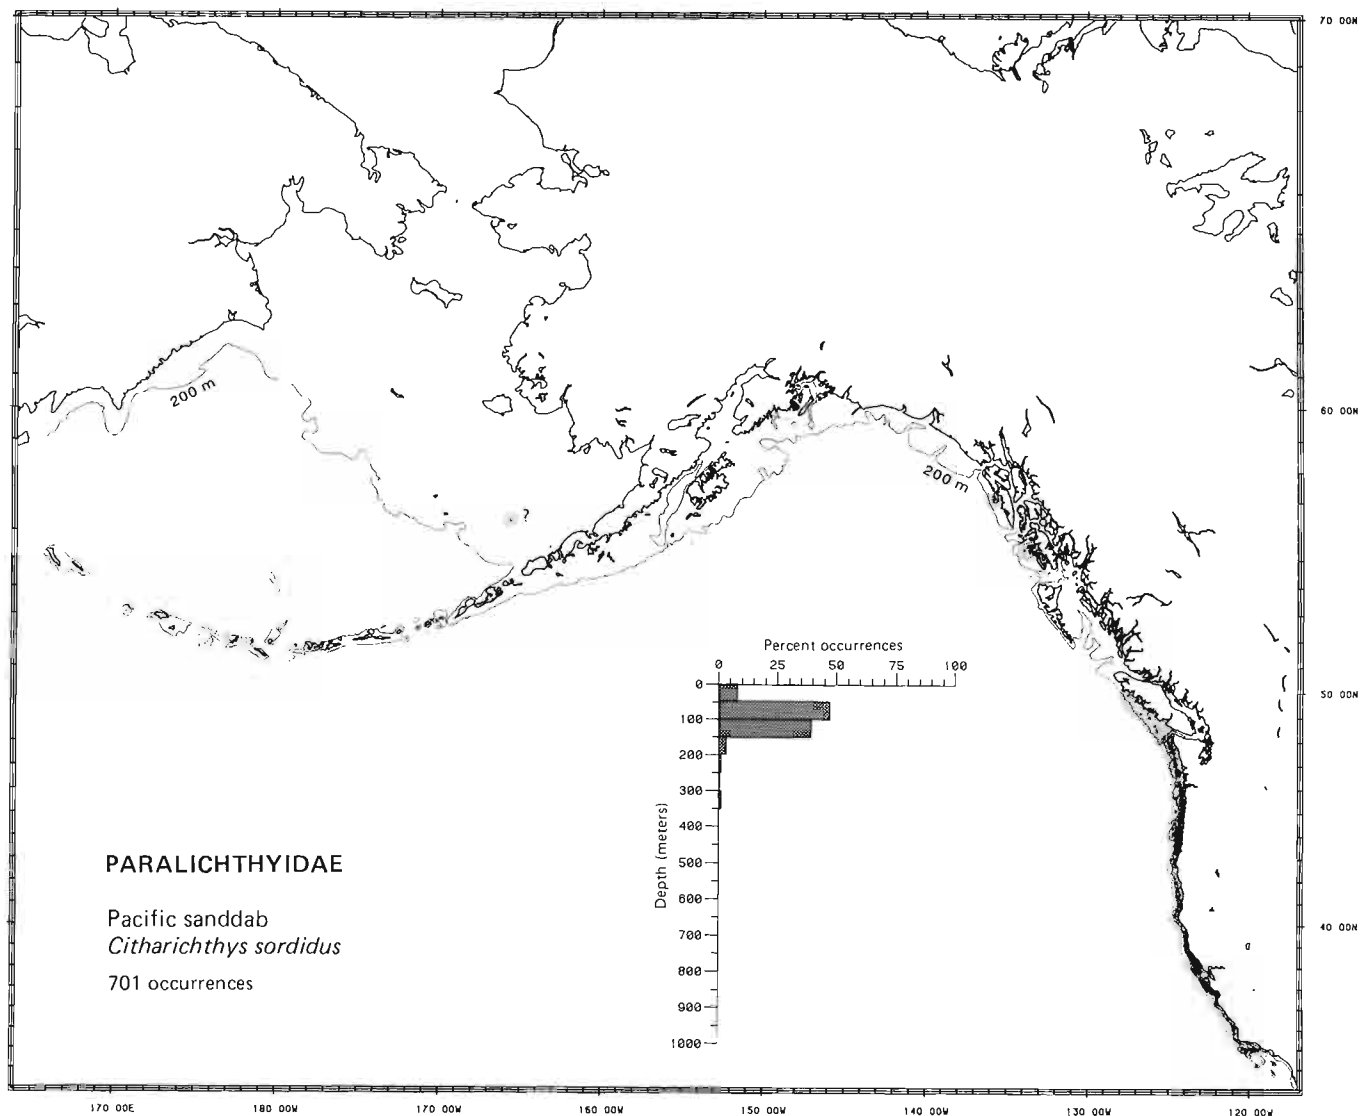 70 00N
200 m
60 00N
200 m
?
Percent occurrences
0 25 50 75 100
0
50 00N
100
200
300
400
500
600
700
800
900
1000
Depth (meters)
PARALICHTHYIDAE
Pacific sanddab
Citharichthys sordidus
701 occurrences
40 00N
170 00E 180 00W 170 00W 160 00W 150 00W 140 00W 130 00W 120 00W